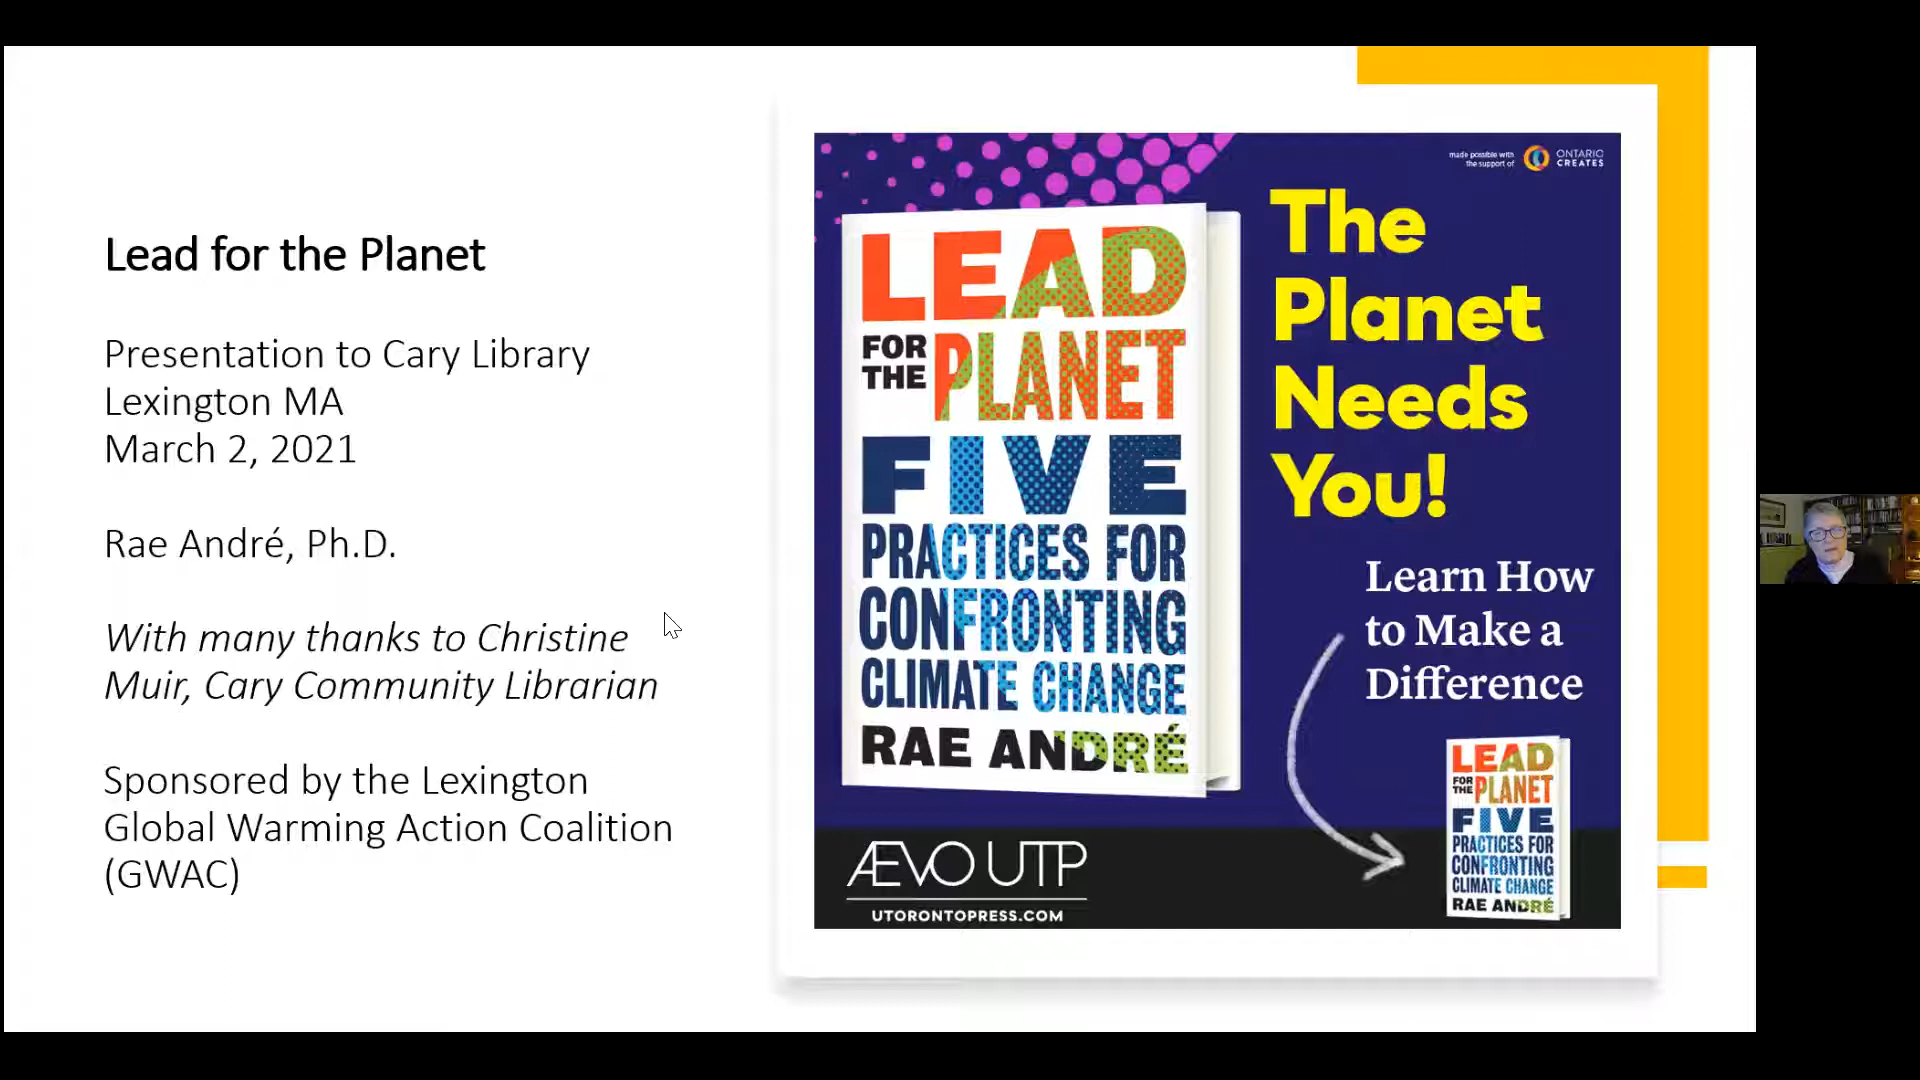 Lead for the Planet
Presentation to Cary Library
Lexington MA
March 2, 2021
Rae André, Ph.D.
With many thanks to Christine
Muir, Cary Community Librarian
Sponsored by the Lexington
Global Warming Action Coalition
(GWAC)
made possible with
the support of
ONTARIO
CREATES
LEAD
FOR
THE
PLANET
FIVE
PRACTICES FOR
CONFRONTING
CLIMATE CHANGE
RAE ANDRÉ
The
Planet
Needs
You!
Learn How
to Make a
Difference
LEAD
FOR
THE
PLANET
FIVE
PRACTICES FOR
CONFRONTING
CLIMATE CHANGE
RAE ANDRÉ
ÆVO UTP
UTORONTOPRESS.COM